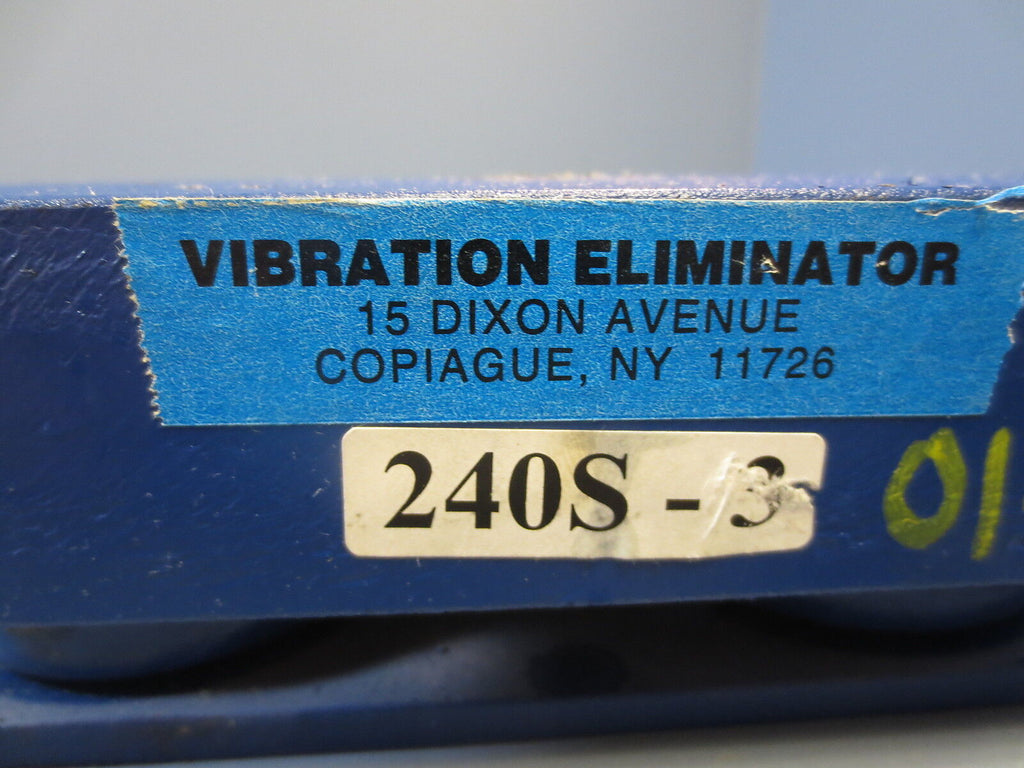 VIBRATION ELIMINATOR
15 DIXON AVENUE
COPIAGUE, NY 11726
240S - 3
01